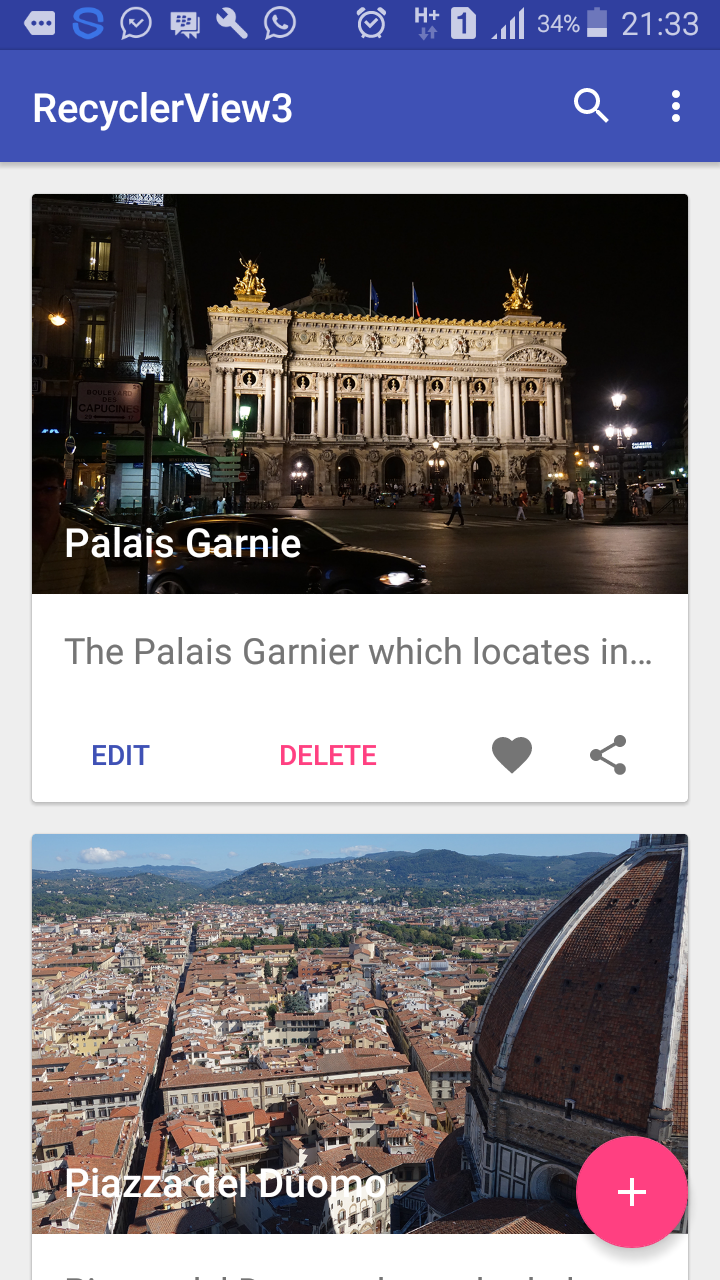 H+ 1 34% 21:33
RecyclerView3
BOULEVARD
DES
CAPUCINES
Palais Garnie
The Palais Garnier which locates in…
EDIT DELETE
Piazza del Duomo